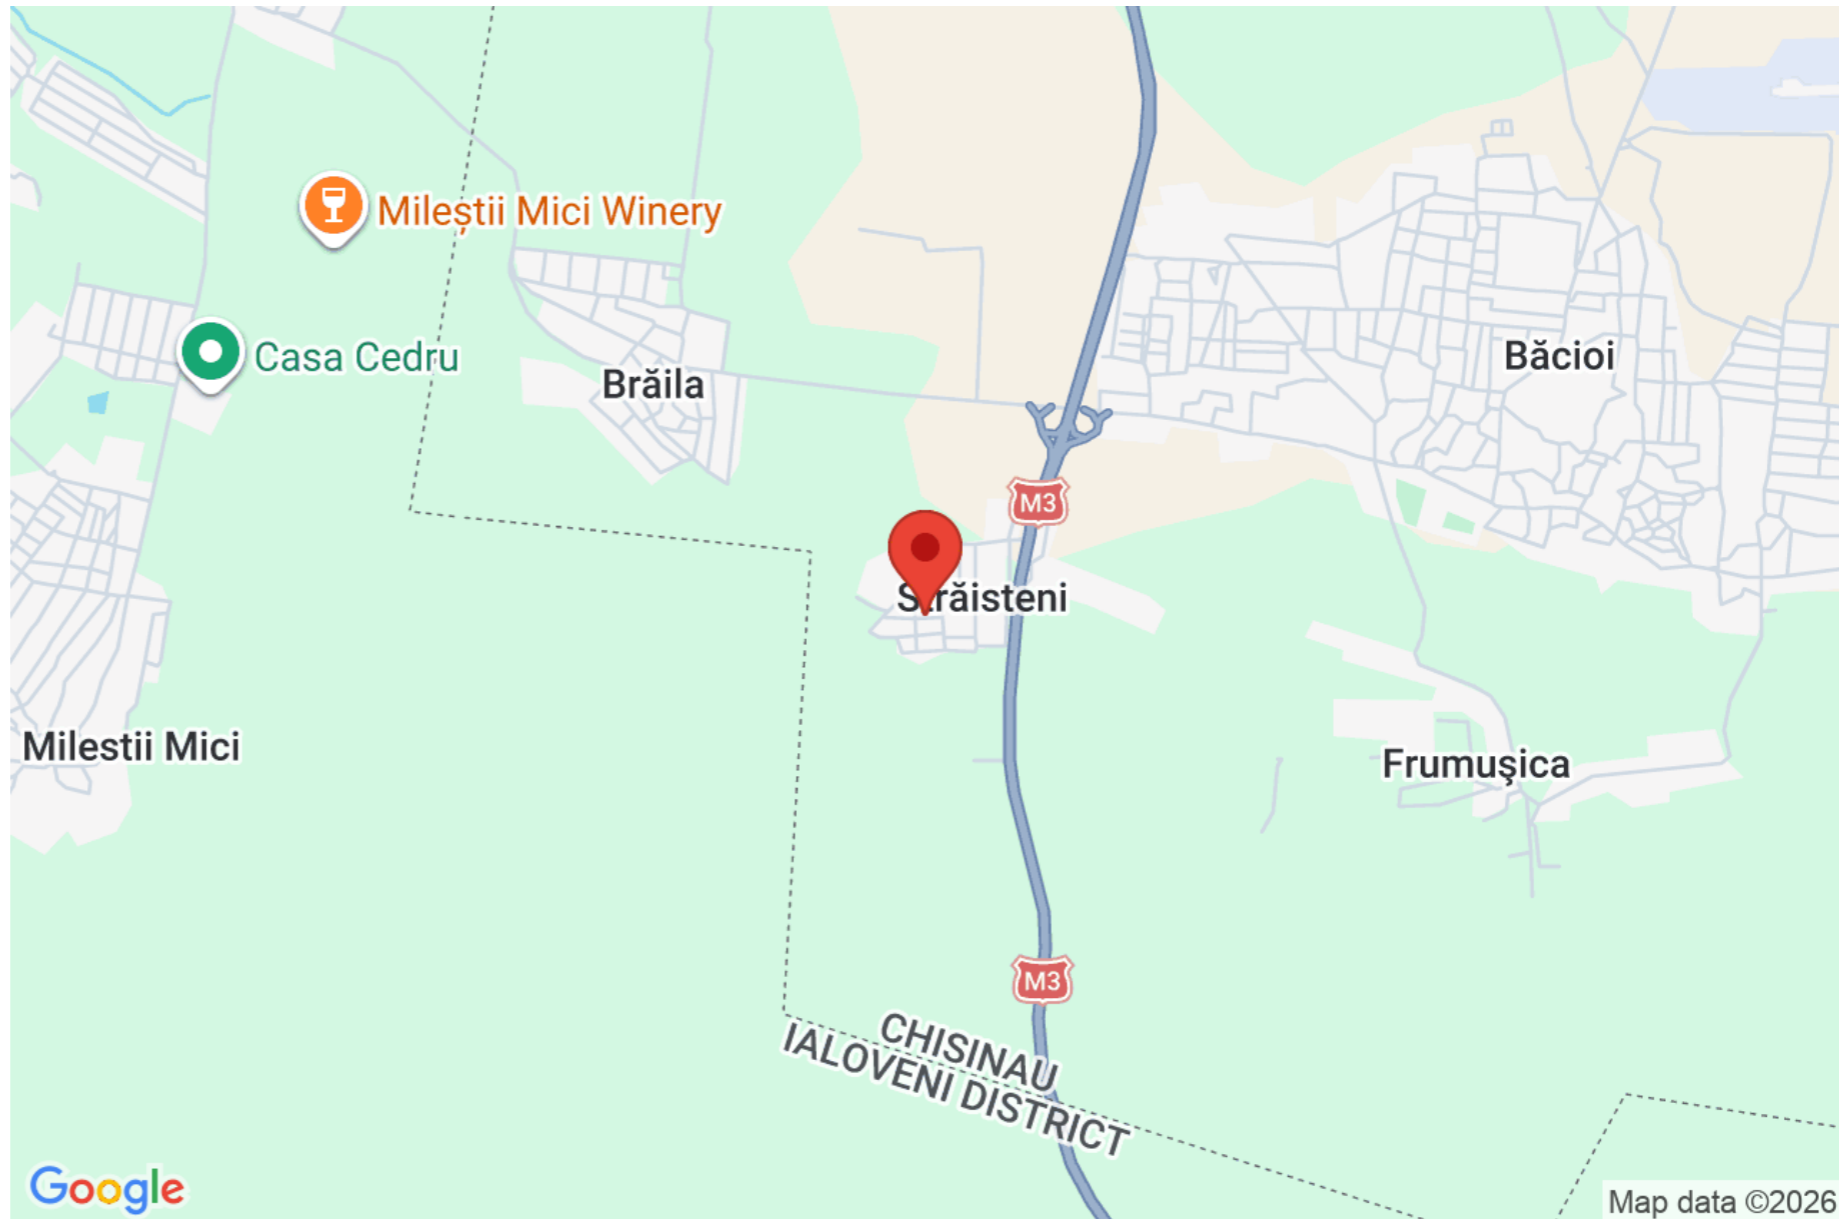 Mileștii Mici Winery
Casa Cedru
Brăila
Băcioi
M3
Străisteni
Milestii Mici
Frumuşica
M3
CHISINAU
IALOVENI DISTRICT
Google
Map data ©2026